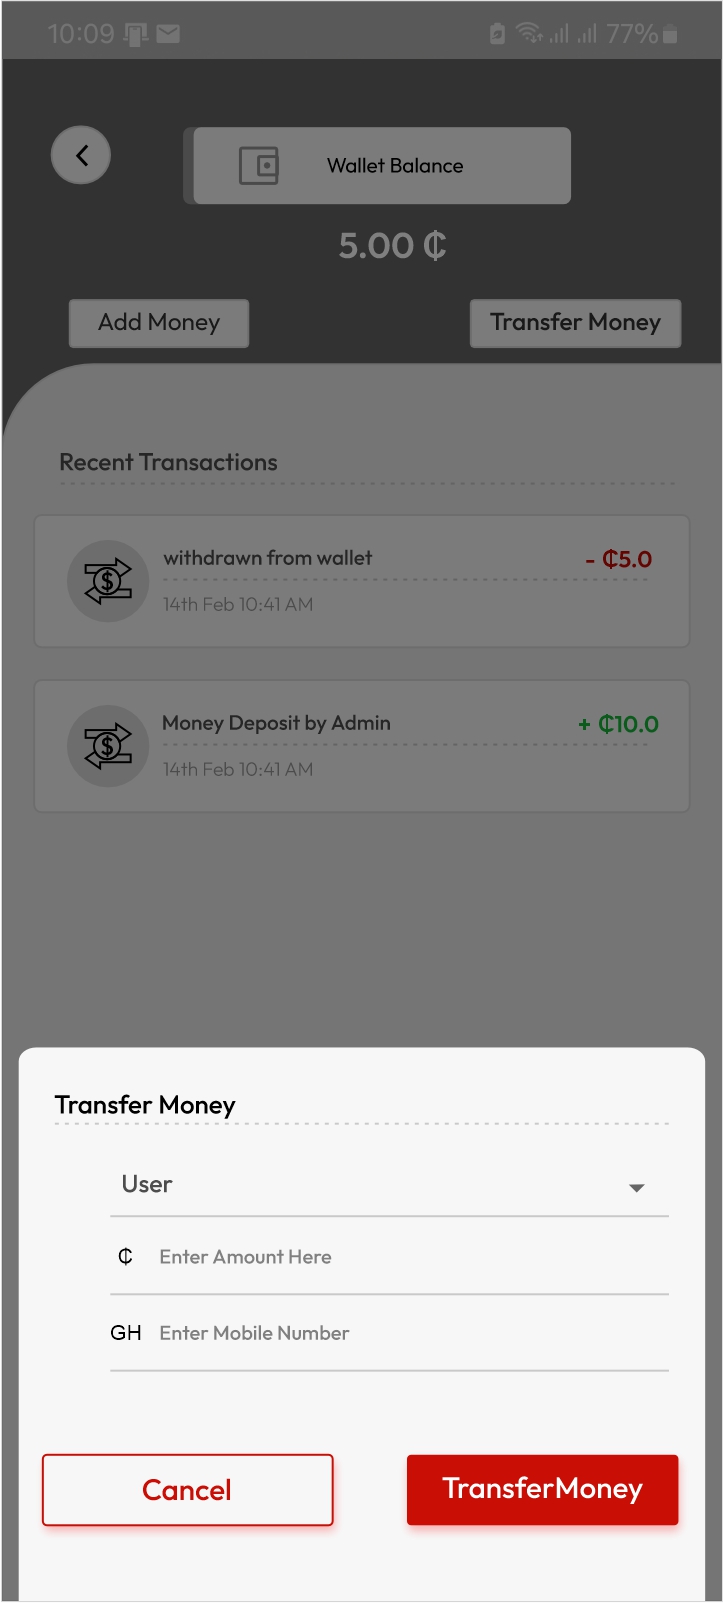 10:09 77%
Wallet Balance
5.00 ₵
Add Money Transfer Money
Recent Transactions
withdrawn from wallet - ₵5.0
14th Feb 10:41 AM
Money Deposit by Admin + ₵10.0
14th Feb 10:41 AM
Transfer Money
User
₵ Enter Amount Here
GH Enter Mobile Number
Cancel TransferMoney